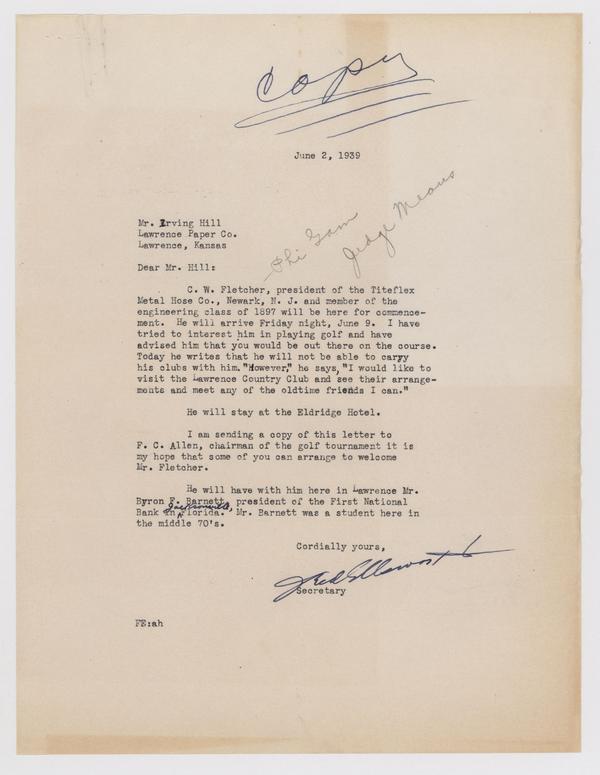 Copy
June 2, 1939
Phi Gam
Judge Means
Mr. Irving Hill
Lawrence Paper Co.
Lawrence, Kansas
Dear Mr. Hill:
C. W. Fletcher, president of the Titeflex
Metal Hose Co., Newark, N. J. and member of the
engineering class of 1897 will be here for commence-
ment. He will arrive Friday night, June 9. I have
tried to interest him in playing golf and have
advised him that you would be out there on the course.
Today he writes that he will not be able to carry
his clubs with him. "However," he says, "I would like to
visit the Lawrence Country Club and see their arrange-
ments and meet any of the oldtime friends I can."
He will stay at the Eldridge Hotel.
I am sending a copy of this letter to
F. C. Allen, chairman of the golf tournament it is
my hope that some of you can arrange to welcome
Mr. Fletcher.
He will have with him here in Lawrence Mr.
Byron F. Barnett, president of the First National
Bank in Jacksonville, Florida. Mr. Barnett was a student here in
the middle 70's.
Cordially yours,
Fred Ellsworth
Secretary
FE:ah